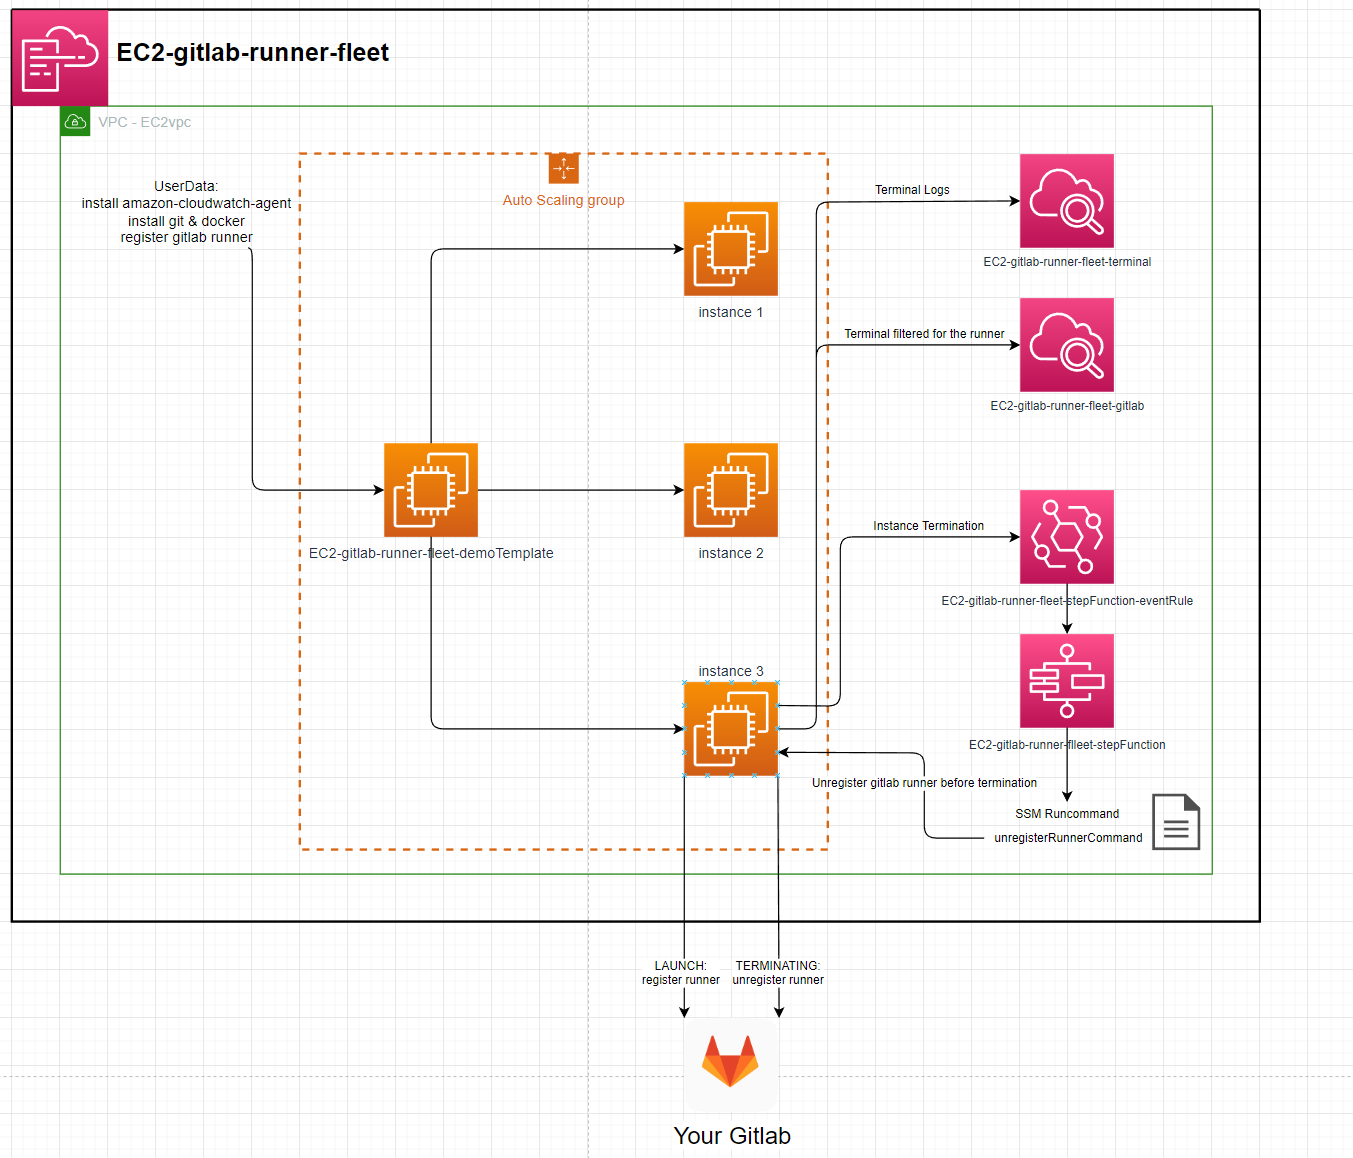 EC2-gitlab-runner-fleet
VPC - EC2vpc
UserData:
install amazon-cloudwatch-agent
install git & docker
register gitlab runner
Auto Scaling group
instance 1
Terminal Logs
EC2-gitlab-runner-fleet-terminal
Terminal filtered for the runner
EC2-gitlab-runner-fleet-gitlab
EC2-gitlab-runner-fleet-demoTemplate
instance 2
Instance Termination
EC2-gitlab-runner-fleet-stepFunction-eventRule
instance 3
EC2-gitlab-runner-flleet-stepFunction
Unregister gitlab runner before termination
SSM Runcommand
unregisterRunnerCommand
LAUNCH:
register runner
TERMINATING:
unregister runner
Your Gitlab